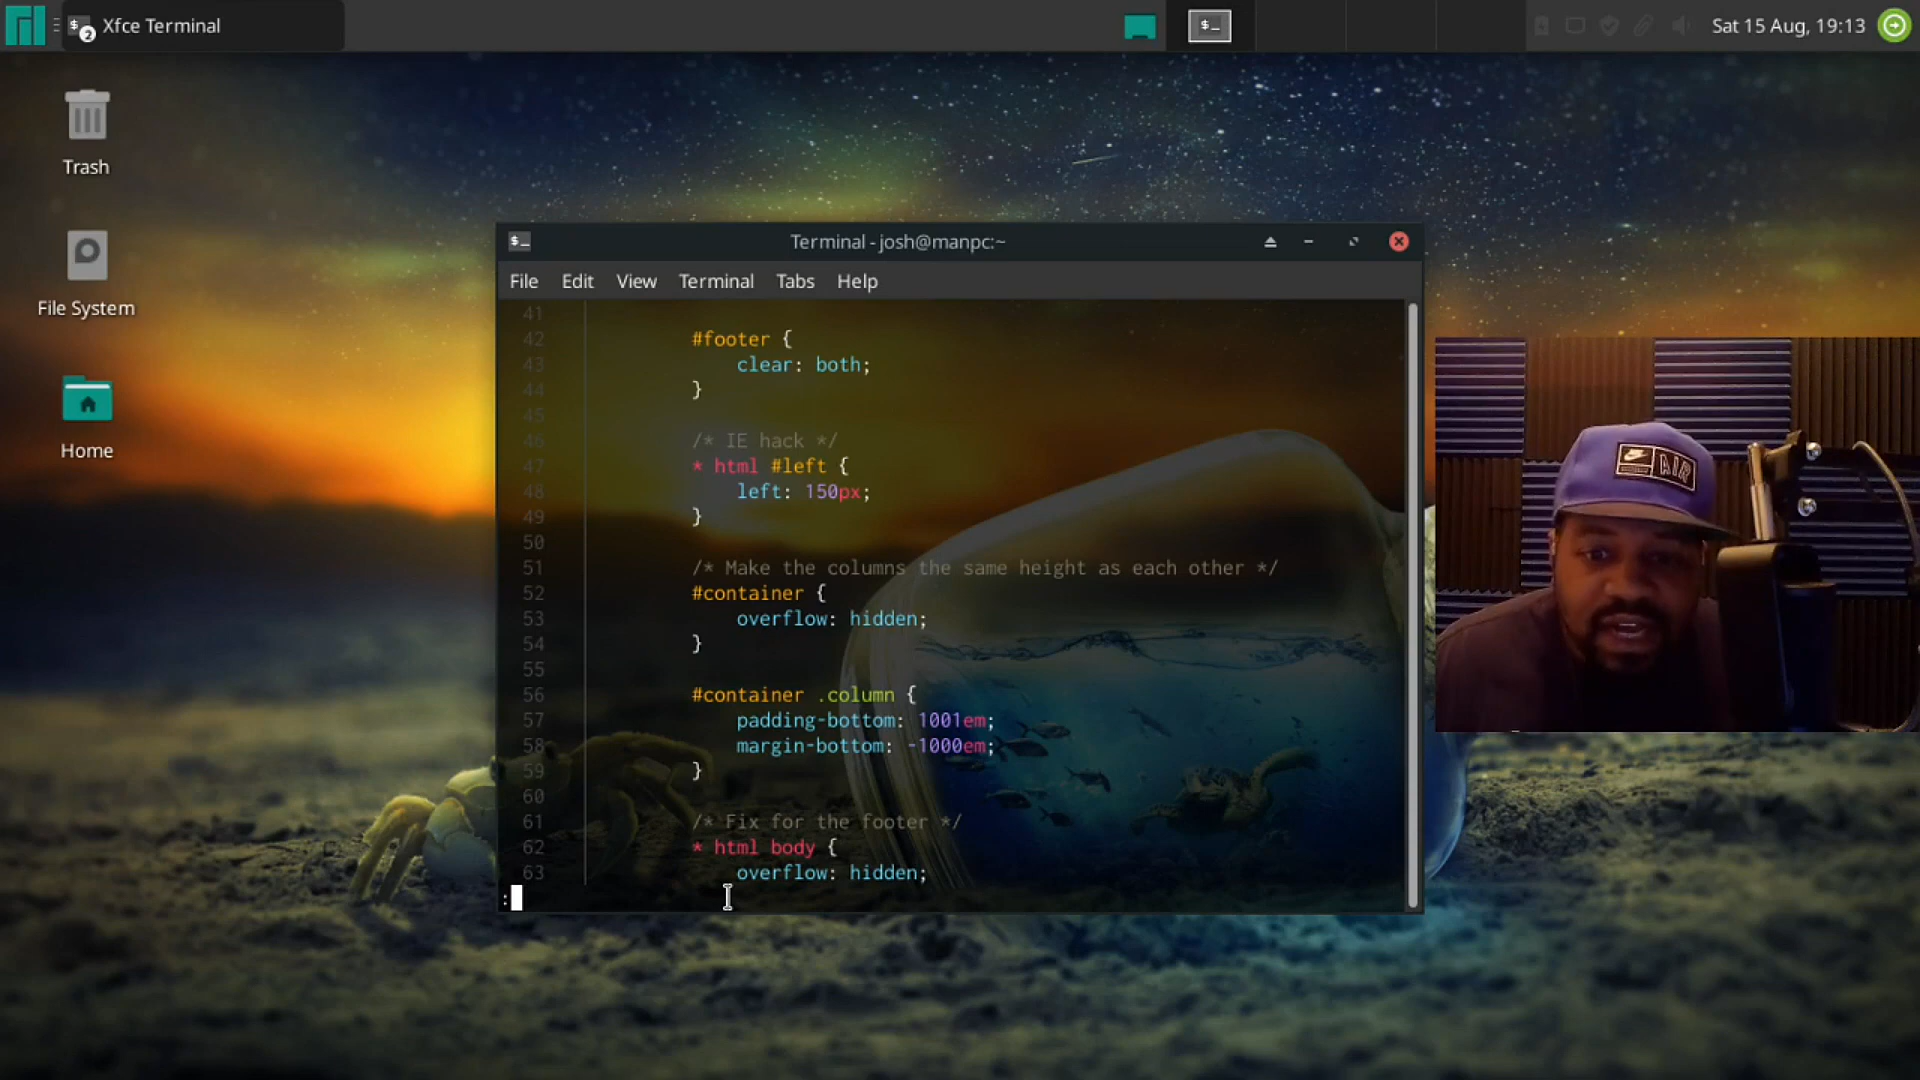 Xfce Terminal
2
Sat 15 Aug, 19:13
Trash
File System
Home
Terminal - josh@manpc:~
File Edit View Terminal Tabs Help
41
42 #footer {
43 clear: both;
44 }
45
46 /* IE hack */
47 * html #left {
48 left: 150px;
49 }
50
51 /* Make the columns the same height as each other */
52 #container {
53 overflow: hidden;
54 }
55
56 #container .column {
57 padding-bottom: 1001em;
58 margin-bottom: -1000em;
59 }
60
61 /* Fix for the footer */
62 * html body {
63 overflow: hidden;
:
AIR